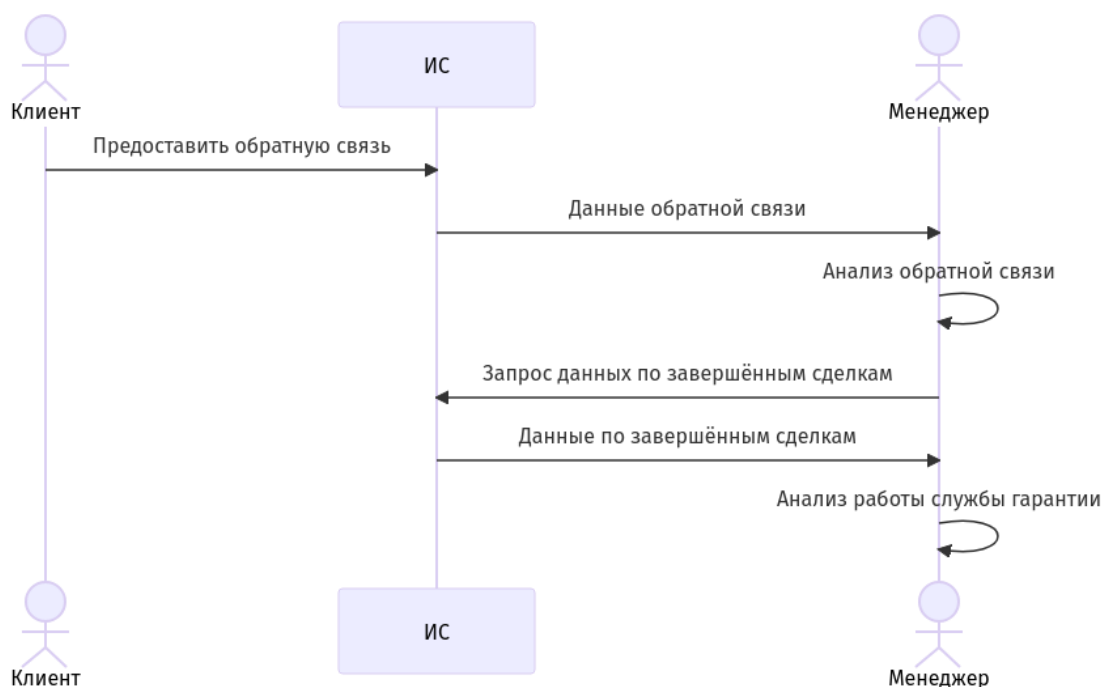 ИС
Клиент
Менеджер
Предоставить обратную связь
Данные обратной связи
Анализ обратной связи
Запрос данных по завершённым сделкам
Данные по завершённым сделкам
Анализ работы службы гарантии
ИС
Клиент
Менеджер